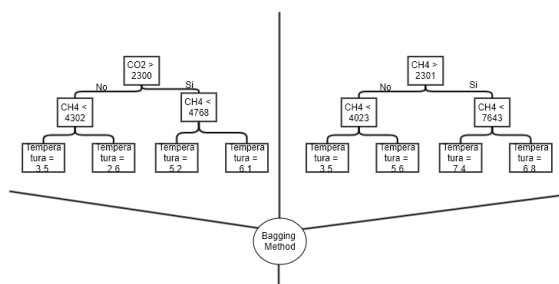 CO2 >
2300
No
Si
CH4 <
4302
CH4 <
4768
Tempera
tura =
3.5
Tempera
tura =
2.6
Tempera
tura =
5.2
Tempera
tura =
6.1
CH4 >
2301
No
Si
CH4 <
4023
CH4 <
7643
Tempera
tura =
3.5
Tempera
tura =
5.6
Tempera
tura =
7.4
Tempera
tura =
6.8
Bagging
Method